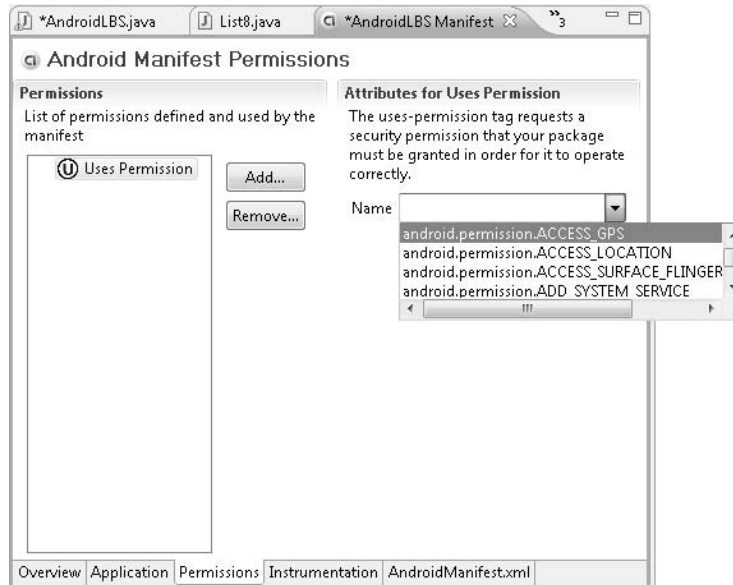 *AndroidLBS.java
List8.java
*AndroidLBS Manifest
3
Android Manifest Permissions
Permissions
List of permissions defined and used by the
manifest
U Uses Permission
Add...
Remove...
Attributes for Uses Permission
The uses-permission tag requests a
security permission that your package
must be granted in order for it to operate
correctly.
Name
android.permission.ACCESS_GPS
android.permission.ACCESS_LOCATION
android.permission.ACCESS_SURFACE_FLINGER
android.permission.ADD_SYSTEM_SERVICE
Overview Application Permissions Instrumentation AndroidManifest.xml